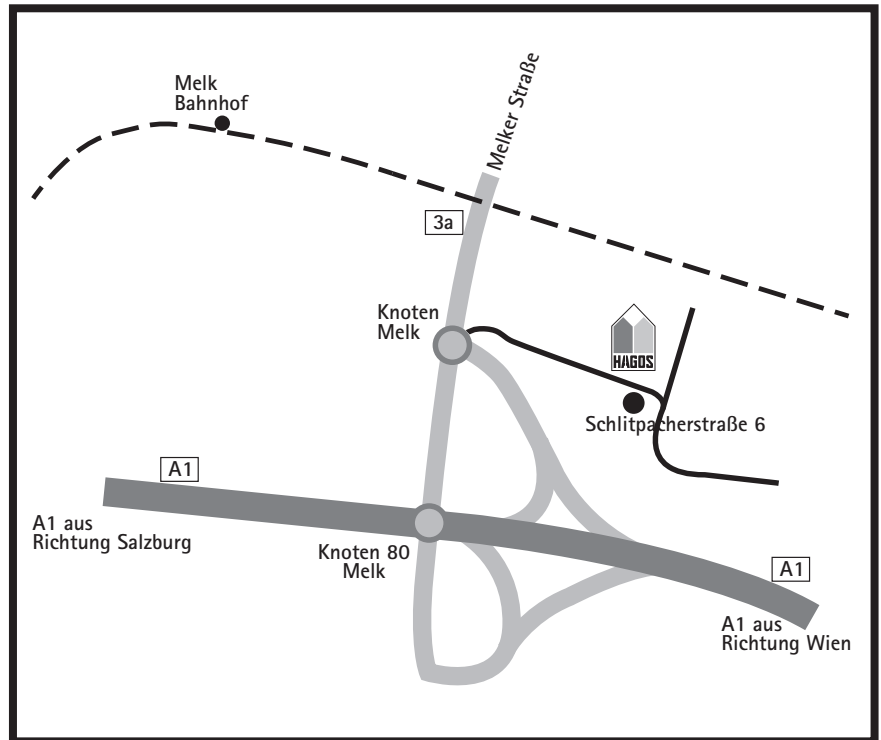 Melk
Bahnhof
Melker Straße
3a
Knoten
Melk
HAGOS
Schlitpacherstraße 6
A1
A1 aus
Richtung Salzburg
Knoten 80
Melk
A1
A1 aus
Richtung Wien